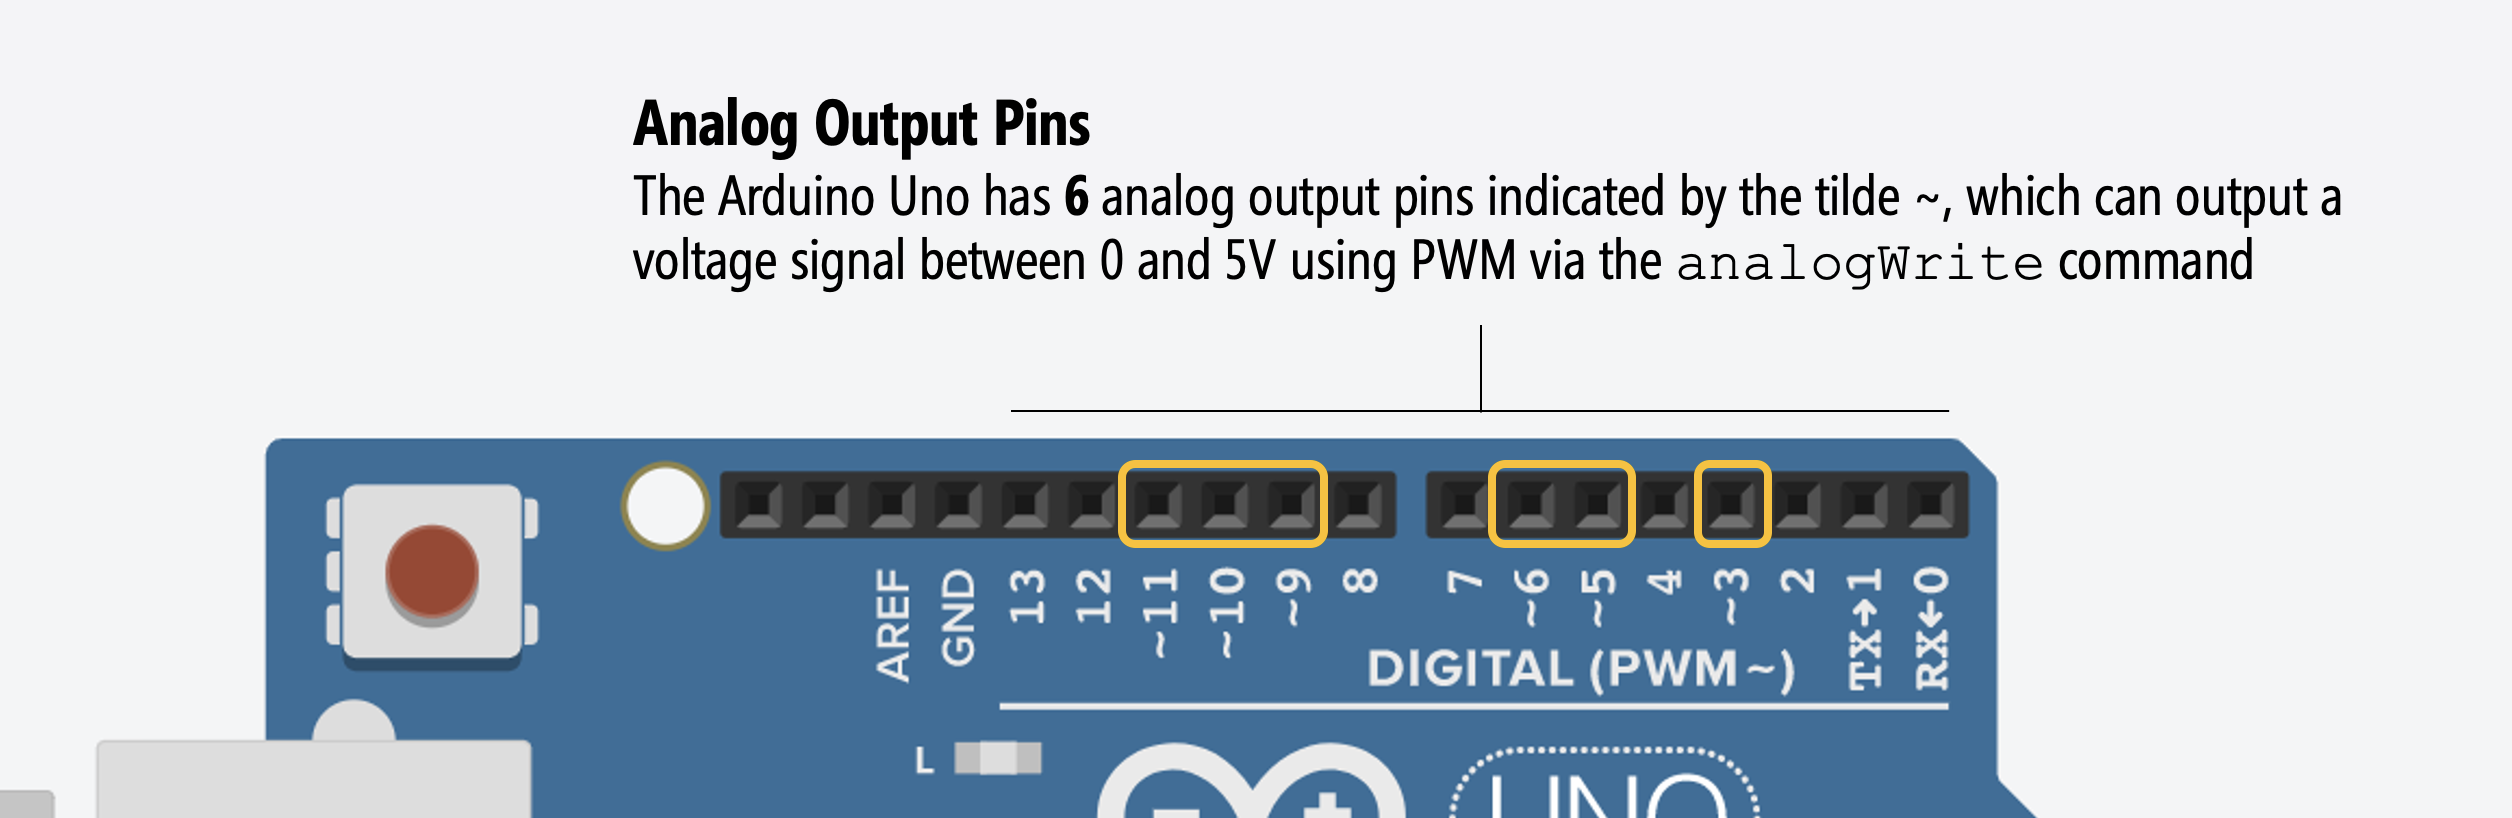 Analog Output Pins
The Arduino Uno has 6 analog output pins indicated by the tilde ~, which can output a
voltage signal between 0 and 5V using PWM via the analogWrite command
AREF
GND
13
12
~11
~10
~9
8
7
~6
~5
4
~3
2
TX→1
RX←0
DIGITAL (PWM~)
L
UNO